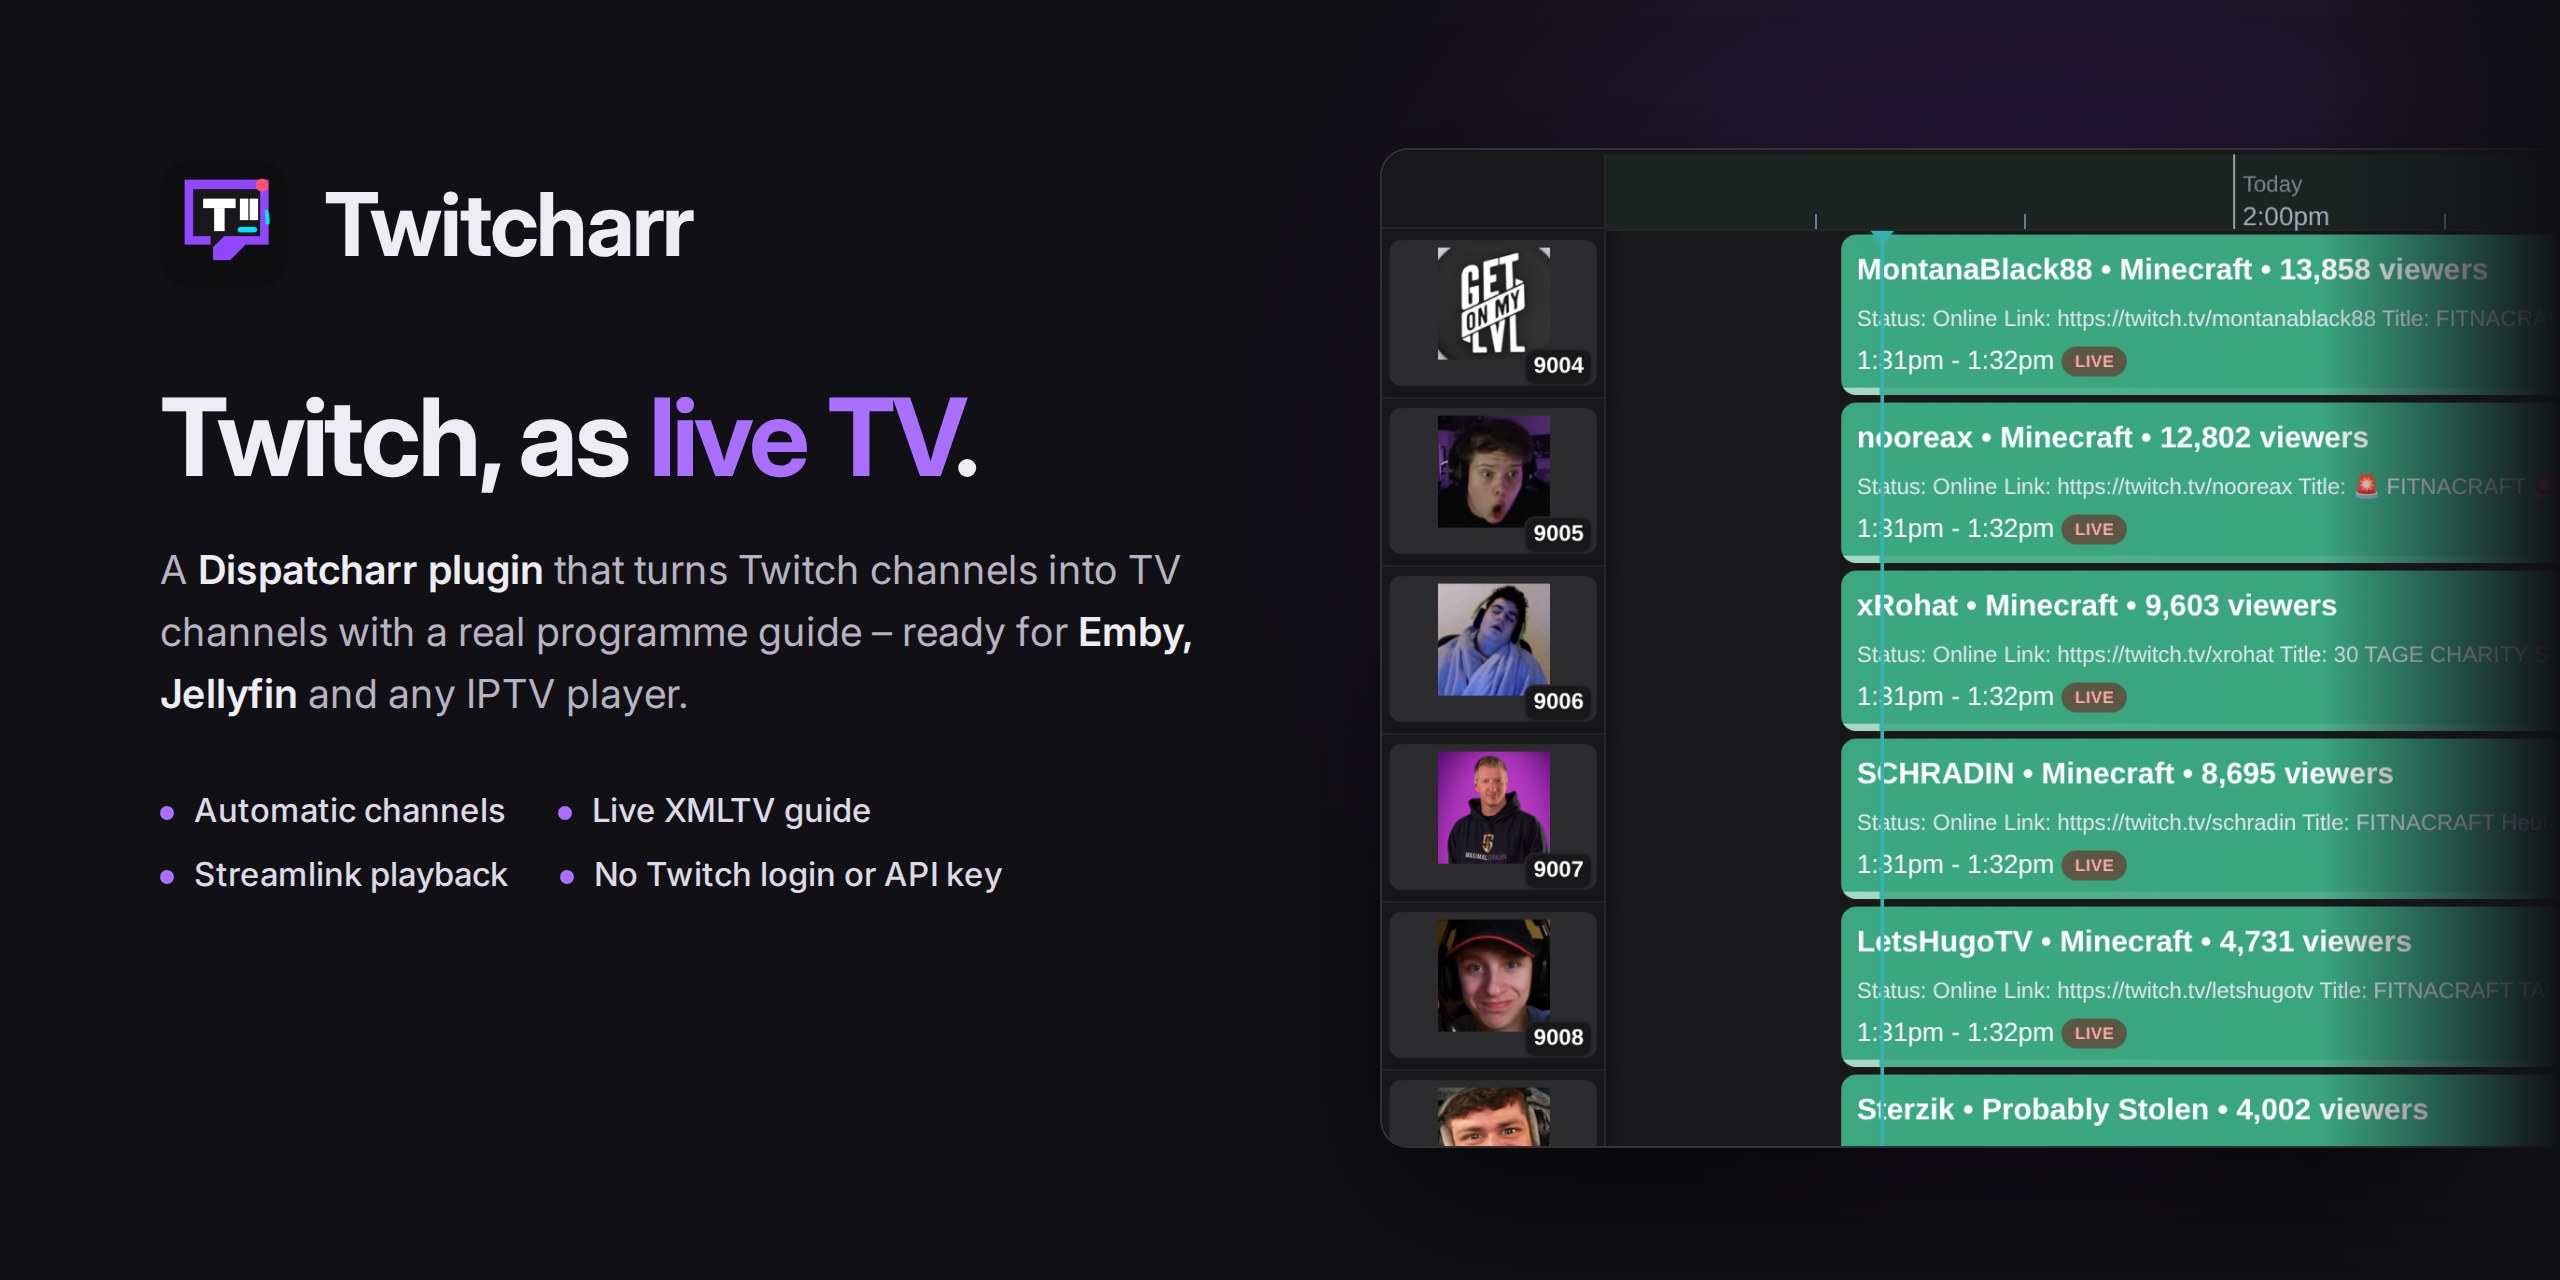 Twitcharr
Twitch, as live TV.
A Dispatcharr plugin that turns Twitch channels into TV
channels with a real programme guide – ready for Emby,
Jellyfin and any IPTV player.
Automatic channels
Live XMLTV guide
Streamlink playback
No Twitch login or API key
Today
2:00pm
GET
ON MY
LVL
9004
MontanaBlack88 • Minecraft • 13,858 viewers
Status: Online Link: https://twitch.tv/montanablack88 Title:
1:31pm - 1:32pm LIVE
9005
nooreax • Minecraft • 12,802 viewers
Status: Online Link: https://twitch.tv/nooreax Title: 🚨 FITNACRAFT 🚨
1:31pm - 1:32pm LIVE
9006
xRohat • Minecraft • 9,603 viewers
Status: Online Link: https://twitch.tv/xrohat Title: 30 TAGE CHARITY
1:31pm - 1:32pm LIVE
9007
SCHRADIN • Minecraft • 8,695 viewers
Status: Online Link: https://twitch.tv/schradin Title: FITNACRAFT
1:31pm - 1:32pm LIVE
9008
LetsHugoTV • Minecraft • 4,731 viewers
Status: Online Link: https://twitch.tv/letshugotv Title: FITNACRAFT
1:31pm - 1:32pm LIVE
Sterzik • Probably Stolen • 4,002 viewers